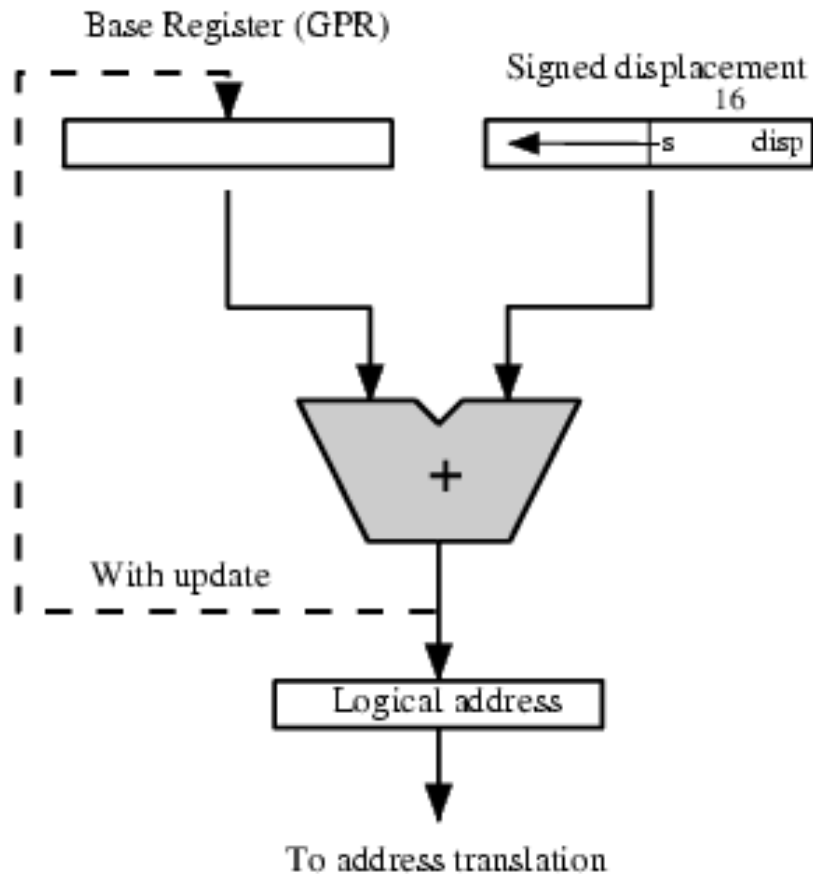 Base Register (GPR)
Signed displacement
16
s disp
+
With update
Logical address
To address translation